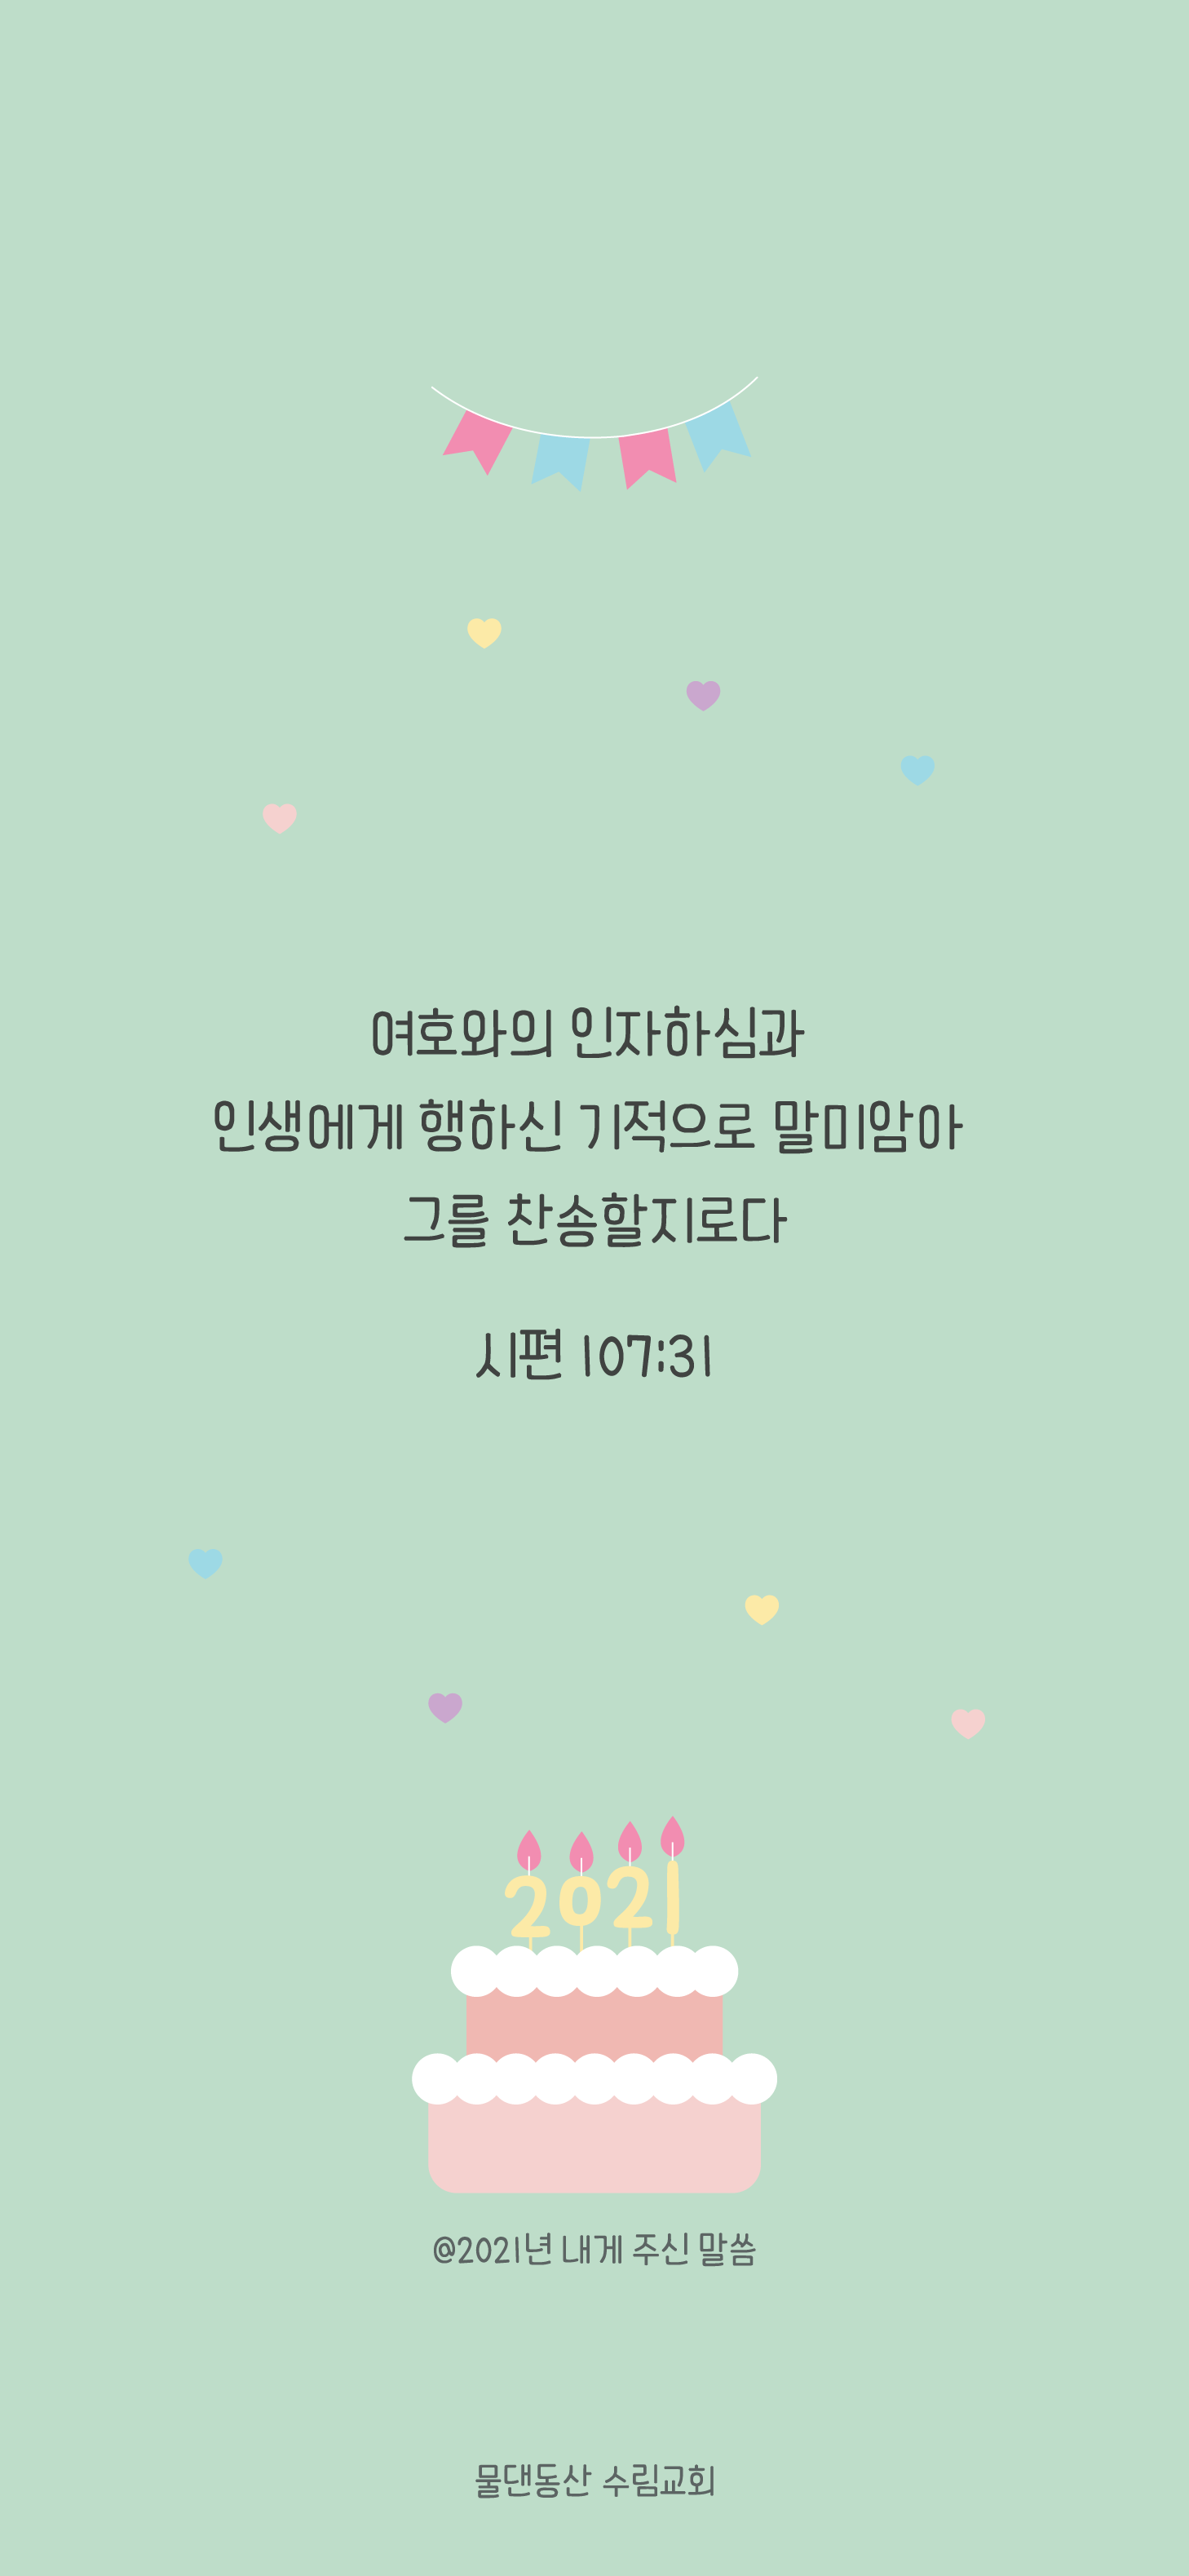 여호와의 인자하심과
인생에게 행하신 기적으로 말미암아
그를 찬송할지로다
시편 107:31
2021
@2021년 내게 주신 말씀
물댄동산 수림교회